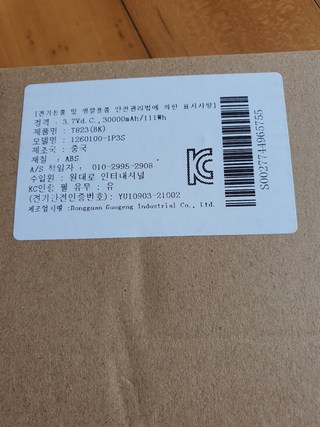 [전기용품 및 생활용품 안전관리법에 의한 표시사항]
정격 : 3.7Vd.C.,30000mAh/111Wh
제품명 : T823(BK)
모델명 : 1260100-1P3S
제조국 : 중국
재질 : ABS
A/S 책임자 : 010-2995-2908
수입원 : 원대로 인터내셔널
KC인증 필 유무 : 유
(전기안전인증번호) : YU10903-21002
제조업체명 :Dongguan Gongeng Industrial Co., Ltd.
KC
S0027744965755